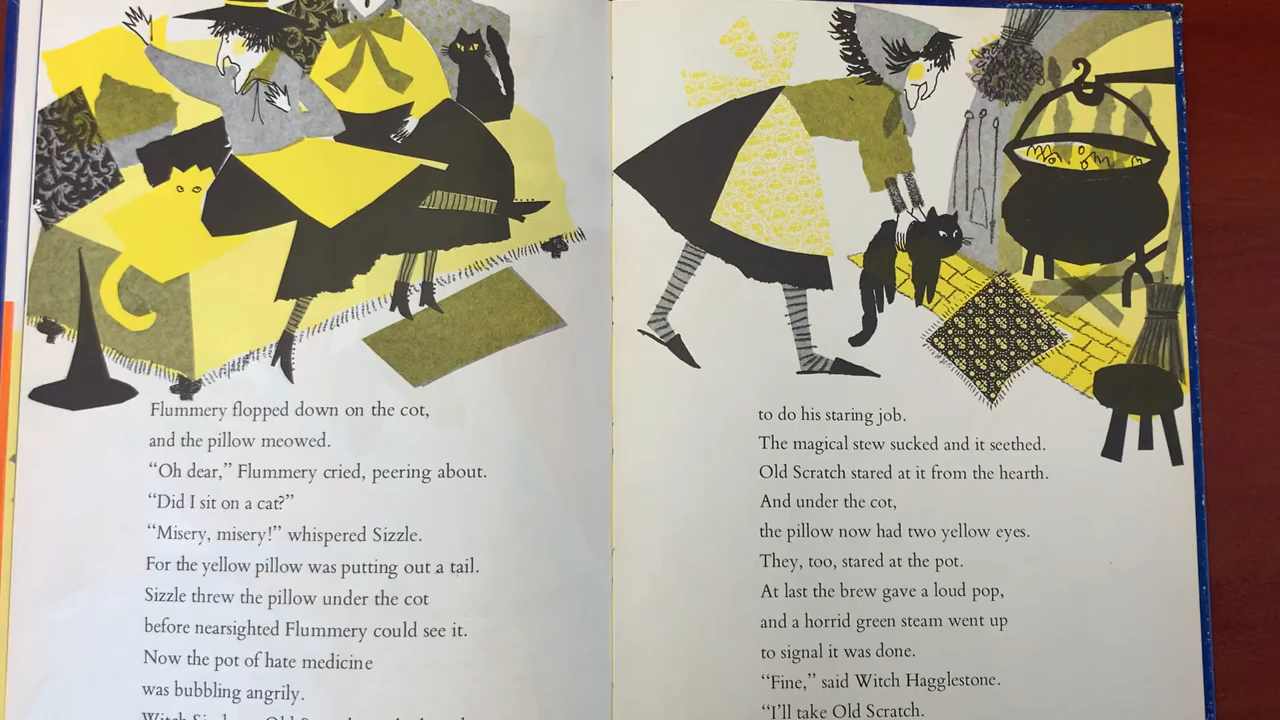 Flummery flopped down on the cot,
and the pillow meowed.
“Oh dear,” Flummery cried, peering about.
“Did I sit on a cat?”
“Misery, misery!” whispered Sizzle.
For the yellow pillow was putting out a tail.
Sizzle threw the pillow under the cot
before nearsighted Flummery could see it.
Now the pot of hate medicine
was bubbling angrily.
Witch Old Scratch
to do his staring job.
The magical stew sucked and it seethed.
Old Scratch stared at it from the hearth.
And under the cot,
the pillow now had two yellow eyes.
They, too, stared at the pot.
At last the brew gave a loud pop,
and a horrid green steam went up
to signal it was done.
“Fine,” said Witch Hagglestone.
“I’ll take Old Scratch.